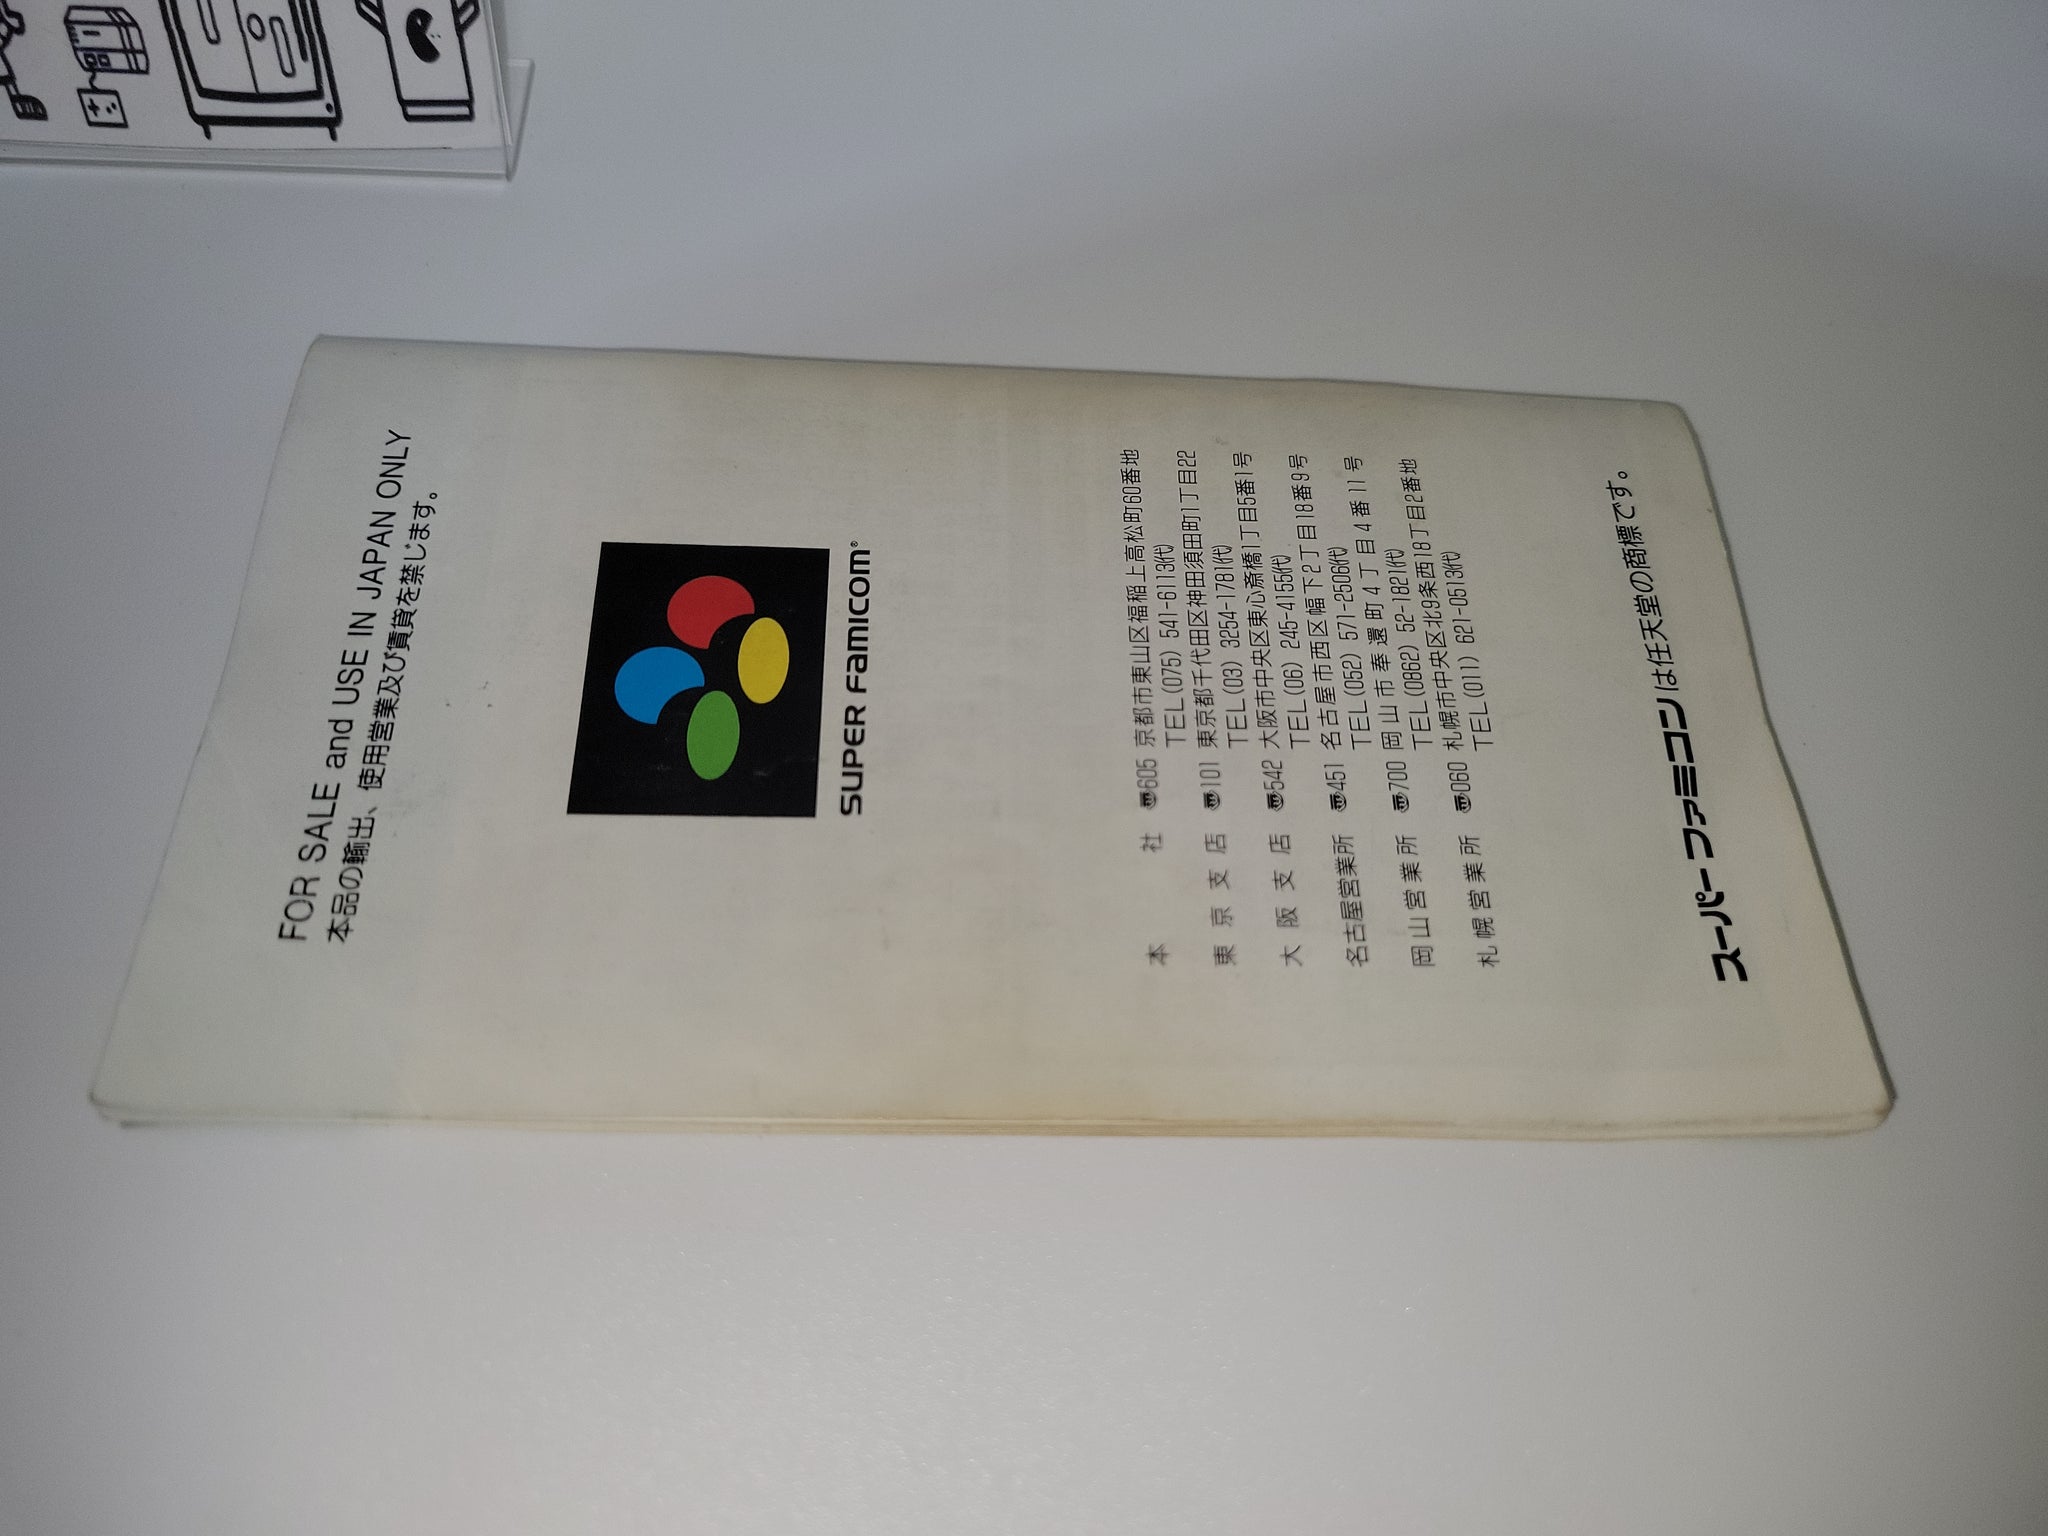 FOR SALE and USE IN JAPAN ONLY
本品の輸出、使用営業及び賃貸を禁じます。
SUPER FAMICOM®
本社 〠605 京都市東山区福稲上高松町60番地
TEL(075) 541-6113(代)
東京支店 〠101 東京都千代田区神田須田町1丁目22
TEL(03) 3254-1781(代)
大阪支店 〠542 大阪市中央区東心斎橋1丁目5番1号
TEL(06) 245-4155(代)
名古屋営業所 〠451 名古屋市西区幅下2丁目18番9号
TEL(052) 571-2506(代)
岡山営業所 〠700 岡山市奉還町4丁目4番11号
TEL(0862) 52-1821(代)
札幌営業所 〠060 札幌市中央区北9条西18丁目2番地
TEL(011) 621-0513(代)
スーパーファミコンは任天堂の商標です。